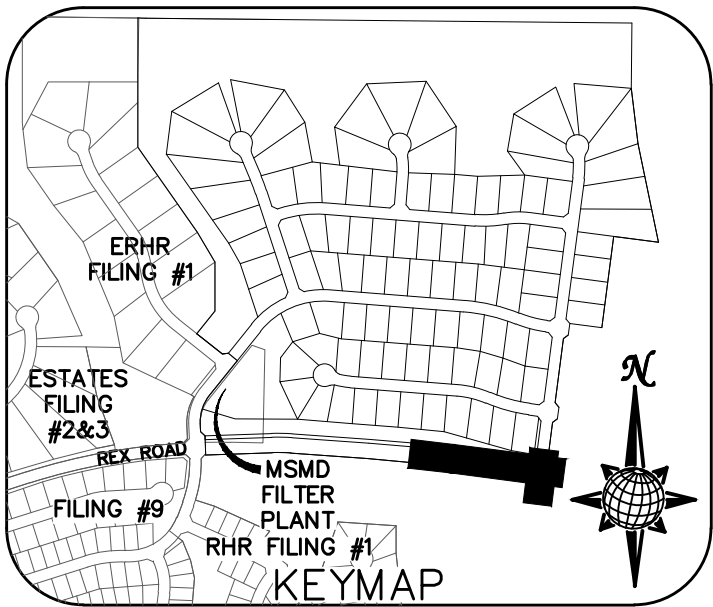 ERHR
FILING #1
N
ESTATES
FILING
#2&3
REX ROAD
MSMD
FILTER
PLANT
FILING #9
RHR FILING #1
KEYMAP